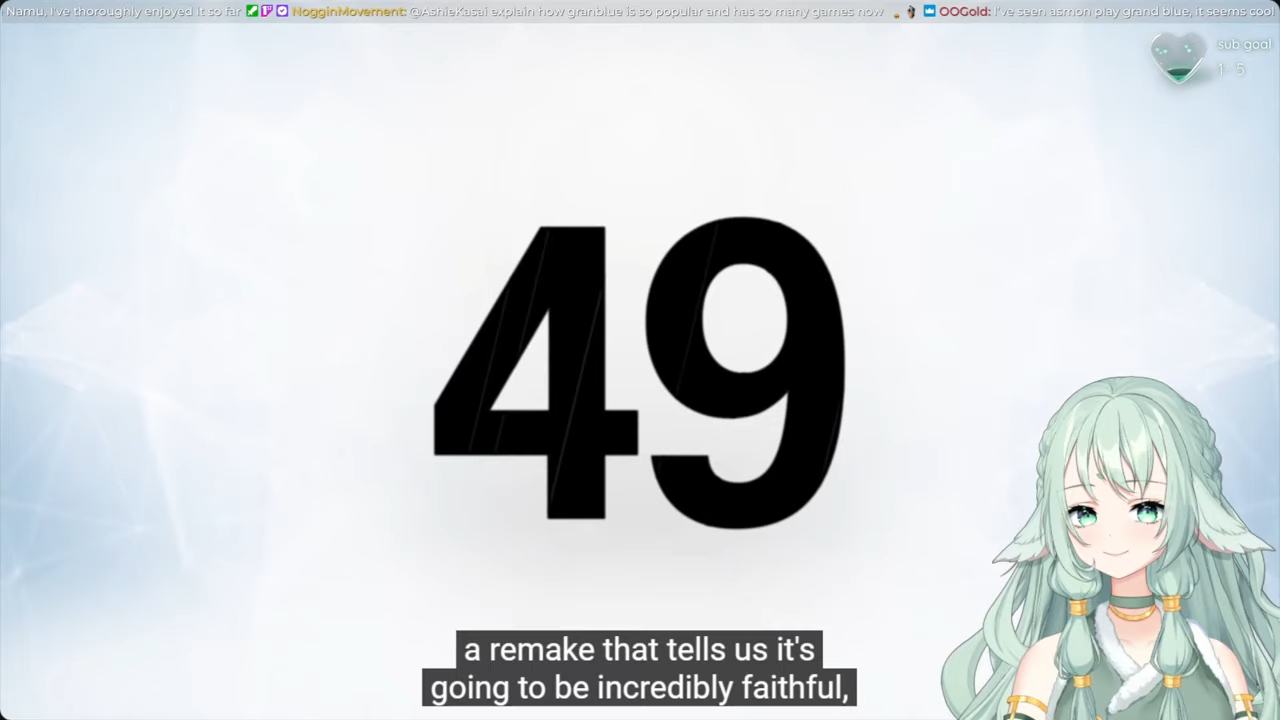 Namu, I've thoroughly enjoyed it so far NogginMovement: @AshieKasai explain how granblue is so popular and has so many games now OOGold: I've seen asmon play grand blue, it seems cool
sub goal
1 5
49
a remake that tells us it's
going to be incredibly faithful,